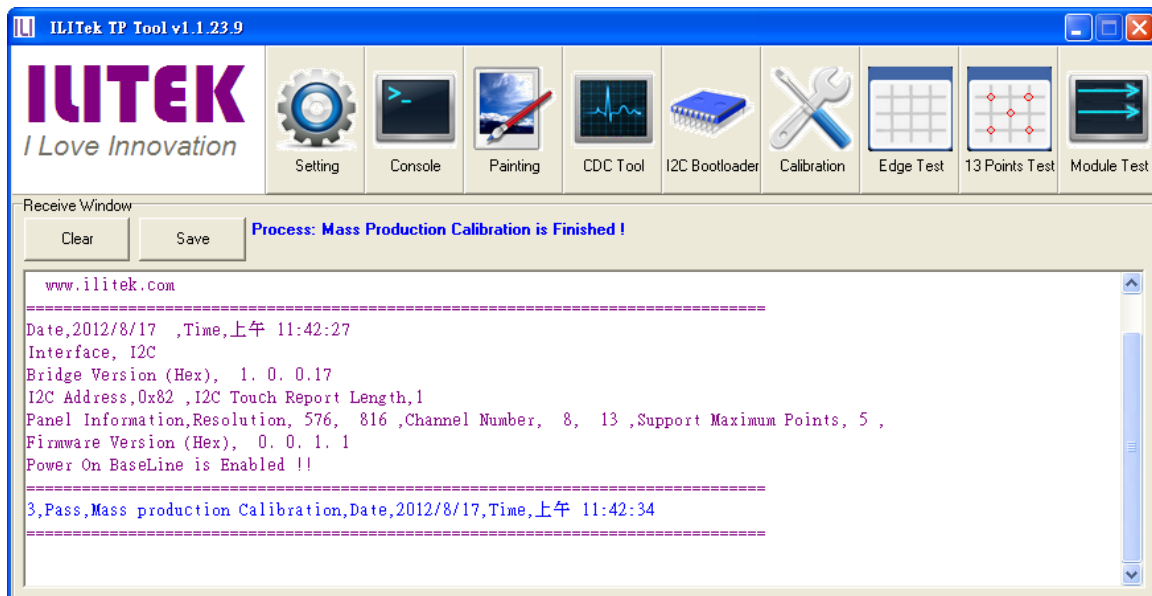 ILITek TP Tool v1.1.23.9
ILITEK
I Love Innovation
Setting
Console
Painting
CDC Tool
I2C Bootloader
Calibration
Edge Test
13 Points Test
Module Test
Receive Window
Clear
Save
Process: Mass Production Calibration is Finished !
www.ilitek.com
================================================================================
Date,2012/8/17  ,Time,上午 11:42:27
Interface, I2C
Bridge Version (Hex),  1. 0. 0.17
I2C Address,0x82 ,I2C Touch Report Length,1
Panel Information,Resolution, 576,  816 ,Channel Number,  8,  13 ,Support Maximum Points, 5 ,
Firmware Version (Hex),  0. 0. 1. 1
Power On BaseLine is Enabled !!
================================================================================
3,Pass,Mass production Calibration,Date,2012/8/17,Time,上午 11:42:34
================================================================================